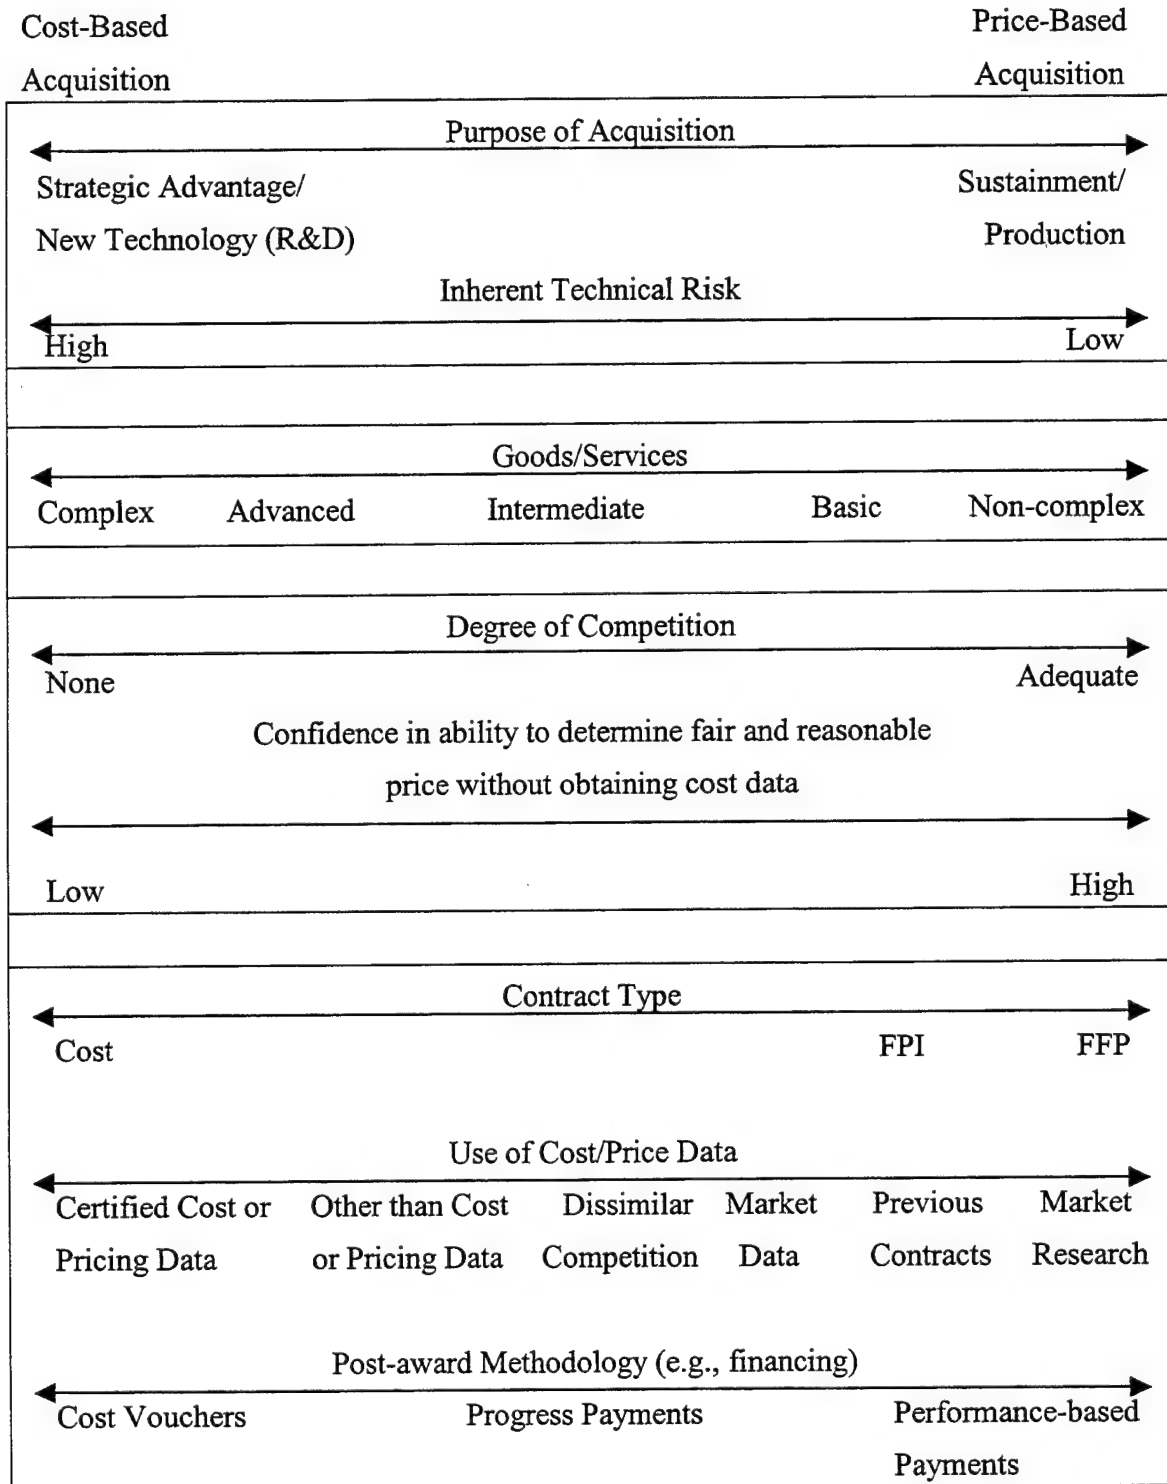 Cost-Based Price-Based
Acquisition Acquisition
Purpose of Acquisition
Strategic Advantage/ Sustainment/
New Technology (R&D) Production
Inherent Technical Risk
High Low
Goods/Services
Complex Advanced Intermediate Basic Non-complex
Degree of Competition
None Adequate
Confidence in ability to determine fair and reasonable
price without obtaining cost data
Low High
Contract Type
Cost FPI FFP
Use of Cost/Price Data
Certified Cost or Other than Cost Dissimilar Market Previous Market
Pricing Data or Pricing Data Competition Data Contracts Research
Post-award Methodology (e.g., financing)
Cost Vouchers Progress Payments Performance-based
Payments